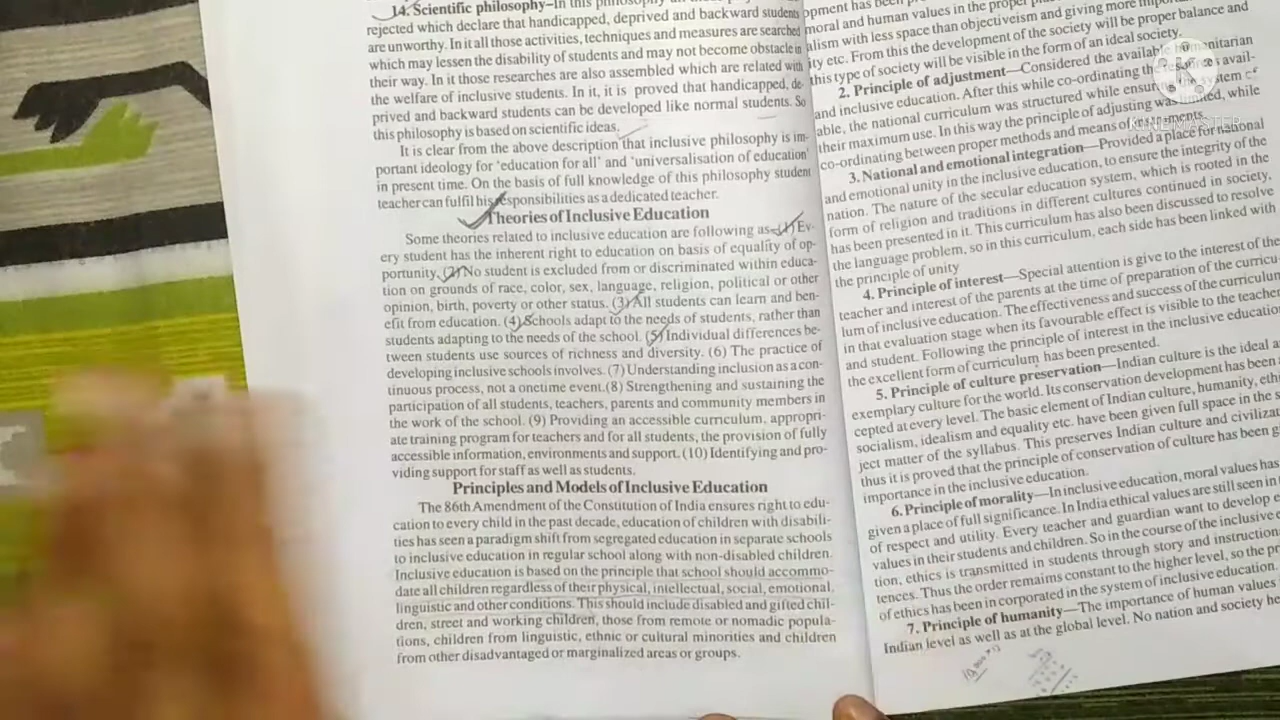 14. Scientific philosophy–In this
rejected which declare that handicapped, deprived and backward students
are unworthy. In it all those activities, techniques and measures are searched
which may lessen the disability of students and may not become obstacle in
their way. In it those researches are also assembled which are related with
the welfare of inclusive students. In it, it is proved that handicapped, de-
prived and backward students can be developed like normal students. So
this philosophy is based on scientific ideas.
It is clear from the above description that inclusive philosophy is im-
portant ideology for 'education for all' and 'universalisation of education'
in present time. On the basis of full knowledge of this philosophy student
teacher can fulfil his responsibilities as a dedicated teacher.
Theories of Inclusive Education
Some theories related to inclusive education are following as–(1) Ev-
ery student has the inherent right to education on basis of equality of op-
portunity. (2) No student is excluded from or discriminated within educa-
tion on grounds of race, color, sex, language, religion, political or other
opinion, birth, poverty or other status. (3) All students can learn and ben-
efit from education. (4) Schools adapt to the needs of students, rather than
students adapting to the needs of the school. (5) Individual differences be-
tween students use sources of richness and diversity. (6) The practice of
developing inclusive schools involves. (7) Understanding inclusion as a con-
tinuous process, not a onetime event. (8) Strengthening and sustaining the
participation of all students, teachers, parents and community members in
the work of the school. (9) Providing an accessible curriculum, appropri-
ate training program for teachers and for all students, the provision of fully
accessible information, environments and support. (10) Identifying and pro-
viding support for staff as well as students.
Principles and Models of Inclusive Education
The 86th Amendment of the Constitution of India ensures right to edu-
cation to every child in the past decade, education of children with disabili-
ties has seen a paradigm shift from segregated education in separate schools
to inclusive education in regular school along with non-disabled children.
Inclusive education is based on the principle that school should accommo-
date all children regardless of their physical, intellectual, social, emotional,
linguistic and other conditions. This should include disabled and gifted chil-
dren, street and working children, those from remote or nomadic popula-
tions, children from linguistic, ethnic or cultural minorities and children
from other disadvantaged or marginalized areas or groups.
opment has been
moral and human values in the proper
alism with less space than objectiveism and giving more
ity etc. From this the development of the society will be proper balance and
this type of society will be visible in the form of an ideal society.
2. Principle of adjustment—Considered the available humanitarian
and inclusive education. After this while co-ordinating the avail-
able, the national curriculum was structured while system of
their maximum use. In this way the principle of adjusting was while
co-ordinating between proper methods and means of
3. National and emotional integration—Provided a place for national
and emotional unity in the inclusive education, to ensure the integrity of the
nation. The nature of the secular education system, which is rooted in the
form of religion and traditions in different cultures continued in society,
has been presented in it. This curriculum has also been discussed to resolve
the language problem, so in this curriculum, each side has been linked with
the principle of unity
4. Principle of interest—Special attention is give to the interest of the
teacher and interest of the parents at the time of preparation of the curricu-
lum of inclusive education. The effectiveness and success of the curriculum
in that evaluation stage when its favourable effect is visible to the teacher
and student. Following the principle of interest in the inclusive education
the excellent form of curriculum has been presented.
5. Principle of culture preservation—Indian culture is the ideal
exemplary culture for the world. Its conservation development has been
cepted at every level. The basic element of Indian culture, humanity,
socialism, idealism and equality etc. have been given full space in the
ject matter of the syllabus. This preserves Indian culture and
thus it is proved that the principle of conservation of culture has been
importance in the inclusive education.
6. Principle of morality—In inclusive education, moral values has
given a place of full significance. In India ethical values are still seen in
of respect and utility. Every teacher and guardian want to develop
values in their students and children. So in the course of the inclusive
tion, ethics is transmitted in students through story and
tences. Thus the order remaims constant to the higher level, so the
of ethics has been in corporated in the system of inclusive education.
7. Principle of humanity—The importance of human values
Indian level as well as at the global level. No nation and society
K
KINEMASTER